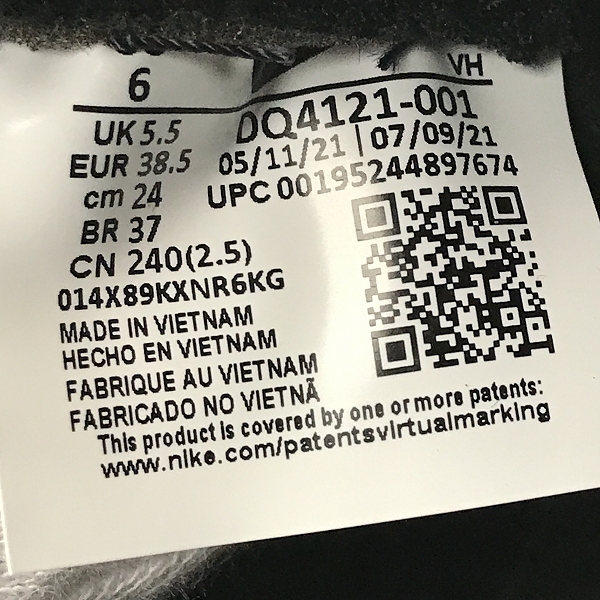 6
VH
UK 5.5
DQ4121-001
EUR 38.5
05/11/21 | 07/09/21
cm 24
UPC 00195244897674
BR 37
CN 240(2.5)
014X89KXNR6KG
MADE IN VIETNAM
HECHO EN VIETNAM
FABRIQUE AU VIETNAM
FABRICADO NO VIETNÃ
This product is covered by one or more patents:
www.nike.com/patentsvirtualmarking